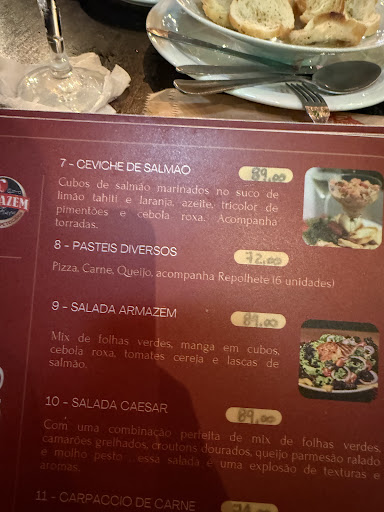 7 - CEVICHE DE SALMAO 89,00
Cubos de salmão marinados no suco de
limão tahiti e laranja, azeite, tricolor de
pimentões e cebola roxa. Acompanha
torradas.
8 - PASTEIS DIVERSOS 72,00
Pizza, Carne, Queijo, acompanha Repolhete (6 unidades)
9 - SALADA ARMAZEM 89,00
Mix de folhas verdes, manga em cubos,
cebola roxa, tomates cereja e lascas de
salmão.
10 - SALADA CAESAR 89,00
Com uma combinação perfeita de mix de folhas verdes,
camarões grelhados, croutons dourados, queijo parmesão ralado
e molho pesto essa salada é uma explosão de texturas e
aromas.
11 - CARPACCIO DE CARNE